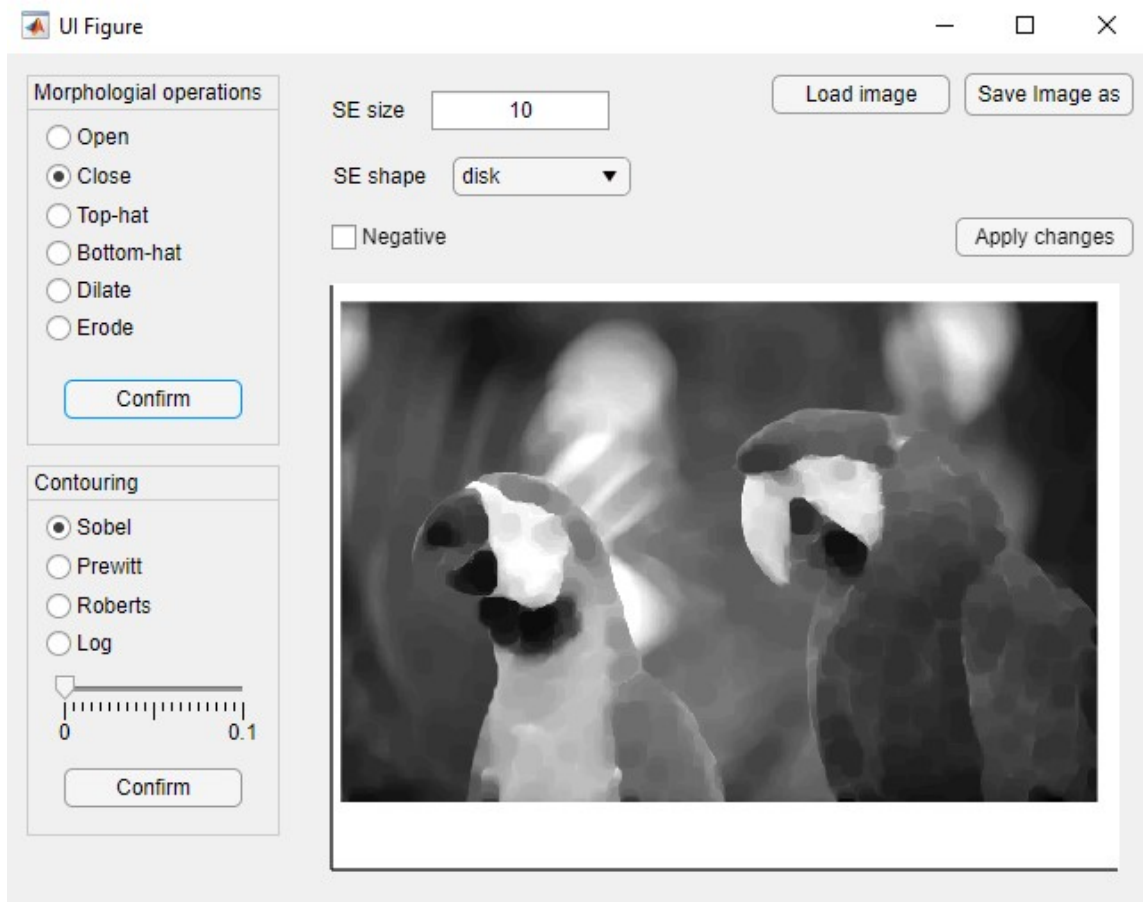 UI Figure
Morphologial operations
Open
Close
Top-hat
Bottom-hat
Dilate
Erode
Confirm
Contouring
Sobel
Prewitt
Roberts
Log
0 0.1
Confirm
SE size 10
SE shape disk
Negative
Load image Save Image as
Apply changes